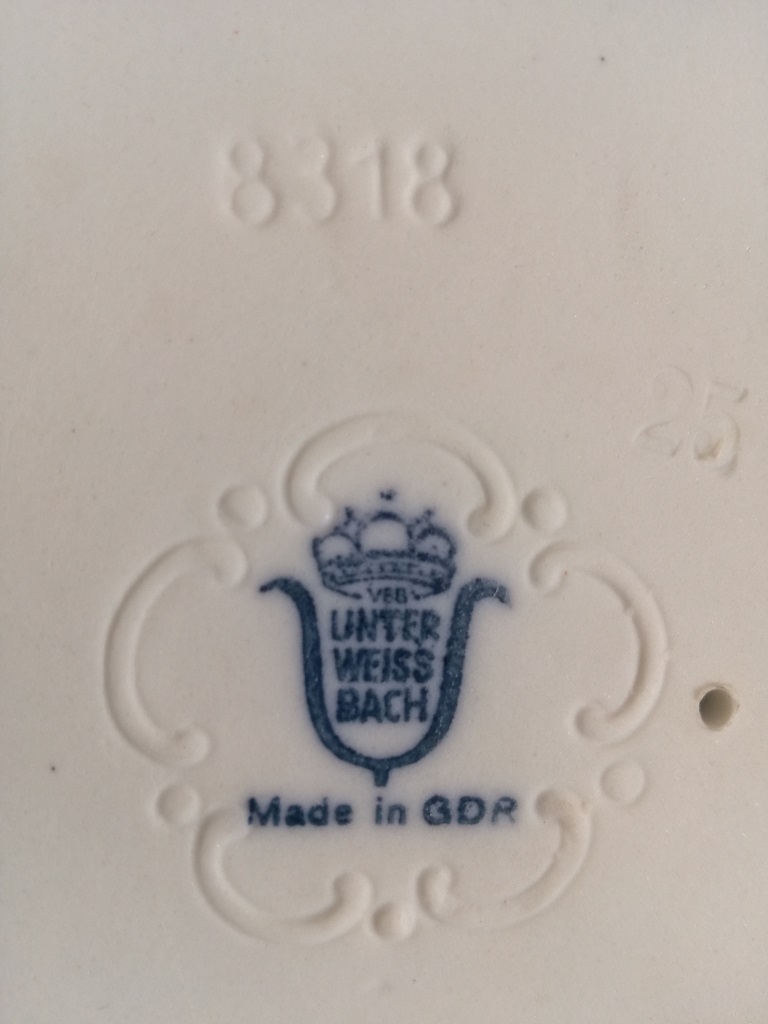 8318
25
VEB
UNTER
WEISS
BACH
Made in GDR